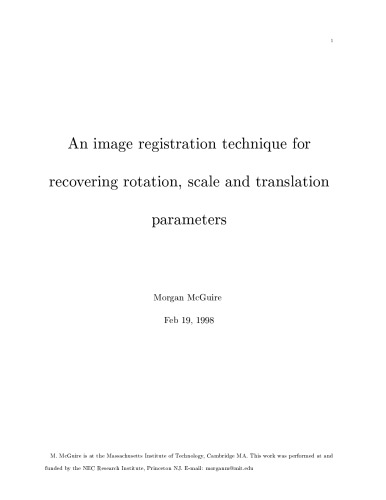 1
An image registration technique for
recovering rotation, scale and translation
parameters
Morgan McGuire
Feb 19, 1998
M. McGuire is at the Massachusetts Institute of Technology, Cambridge MA. This work was performed at and
funded by the NEC Research Institute, Princeton NJ. E-mail: morganm@mit.edu